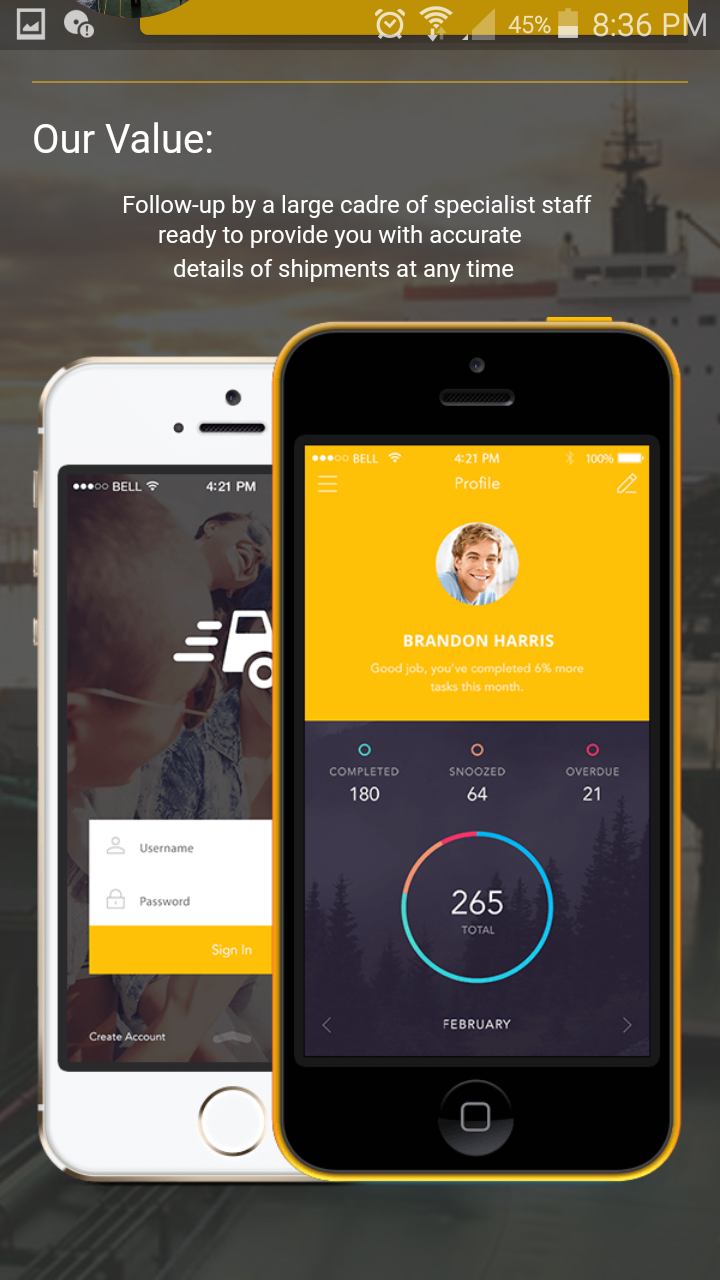 45% 8:36 PM
Our Value:
Follow-up by a large cadre of specialist staff
ready to provide you with accurate
details of shipments at any time
BELL 4:21 PM
Username
Password
Sign In
Create Account
BELL 4:21 PM 100%
Profile
BRANDON HARRIS
Good job, you've completed 6% more
tasks this month.
COMPLETED SNOOZED OVERDUE
180 64 21
265
TOTAL
FEBRUARY